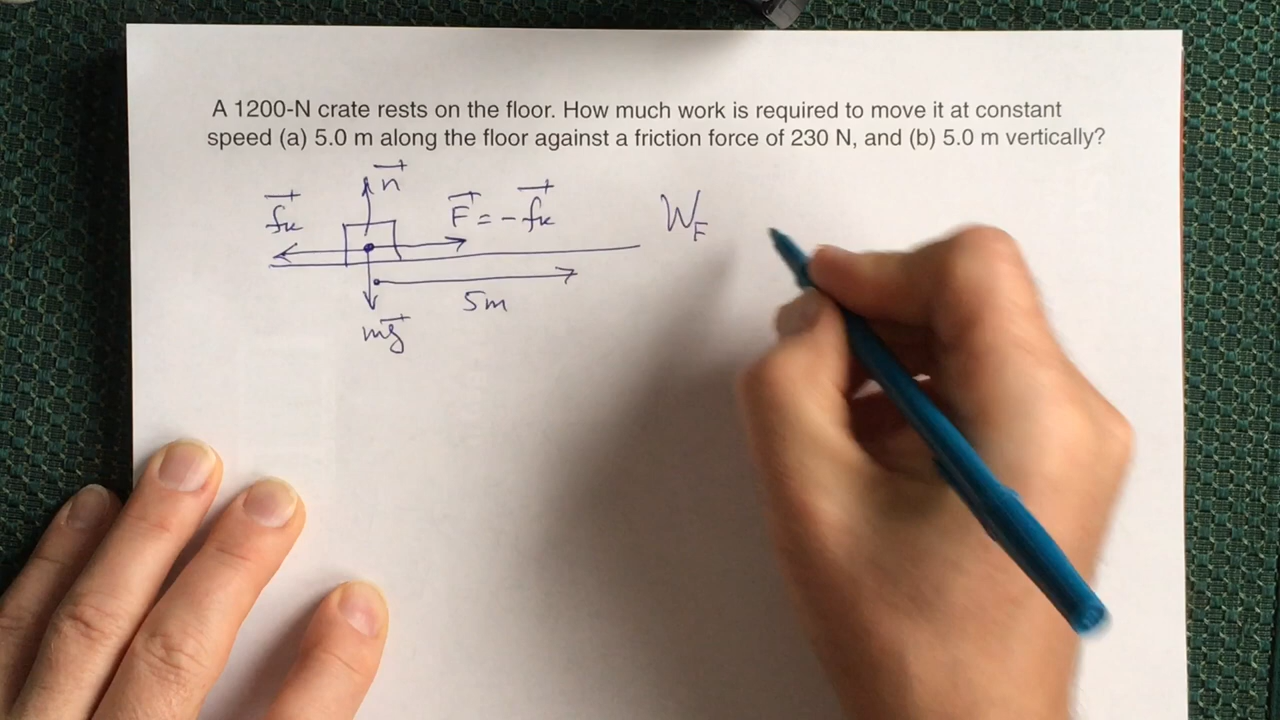 A 1200-N crate rests on the floor. How much work is required to move it at constant
speed (a) 5.0 m along the floor against a friction force of 230 N, and (b) 5.0 m vertically?
n
fk F = - fk WF
5m
mg